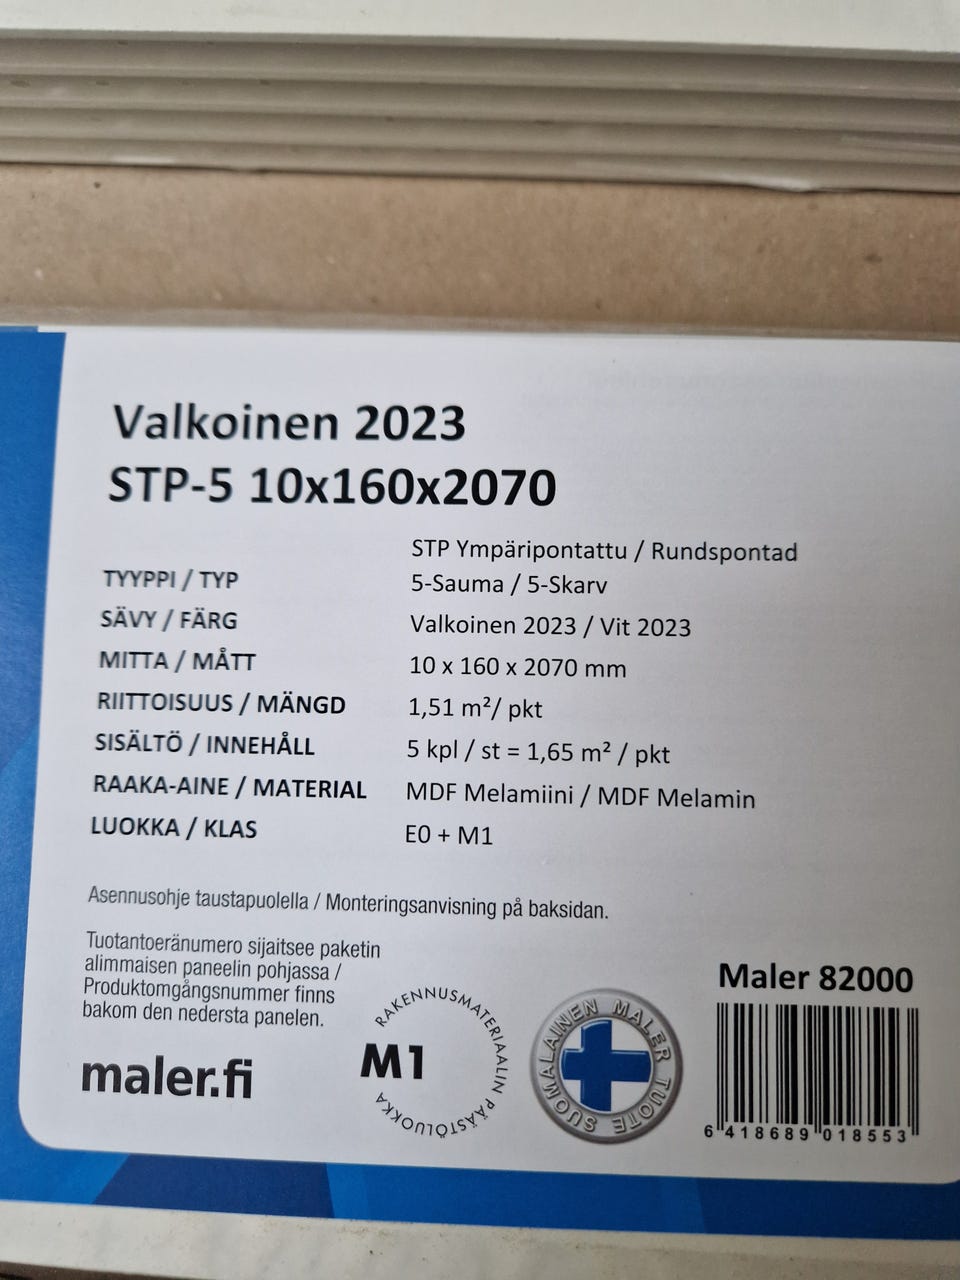 Valkoinen 2023
STP-5 10x160x2070
STP Ympäripontattu / Rundspontad
TYYPPI / TYP 5-Sauma / 5-Skarv
SÄVY / FÄRG Valkoinen 2023 / Vit 2023
MITTA / MÅTT 10 x 160 x 2070 mm
RIITTOISUUS / MÄNGD 1,51 m²/ pkt
SISÄLTÖ / INNEHÅLL 5 kpl / st = 1,65 m² / pkt
RAAKA-AINE / MATERIAL MDF Melamiini / MDF Melamin
LUOKKA / KLAS E0 + M1
Asennusohje taustapuolella / Monteringsanvisning på baksidan.
Tuotantoeränumero sijaitsee paketin
alimmaisen paneelin pohjassa /
Produktomgångsnummer finns
bakom den nedersta panelen.
maler.fi
RAKENNUSMATERIAALIN PÄÄSTÖLUOKKA
M1
SUOMALAINEN MALER TUOTE
Maler 82000
6 418689 018553